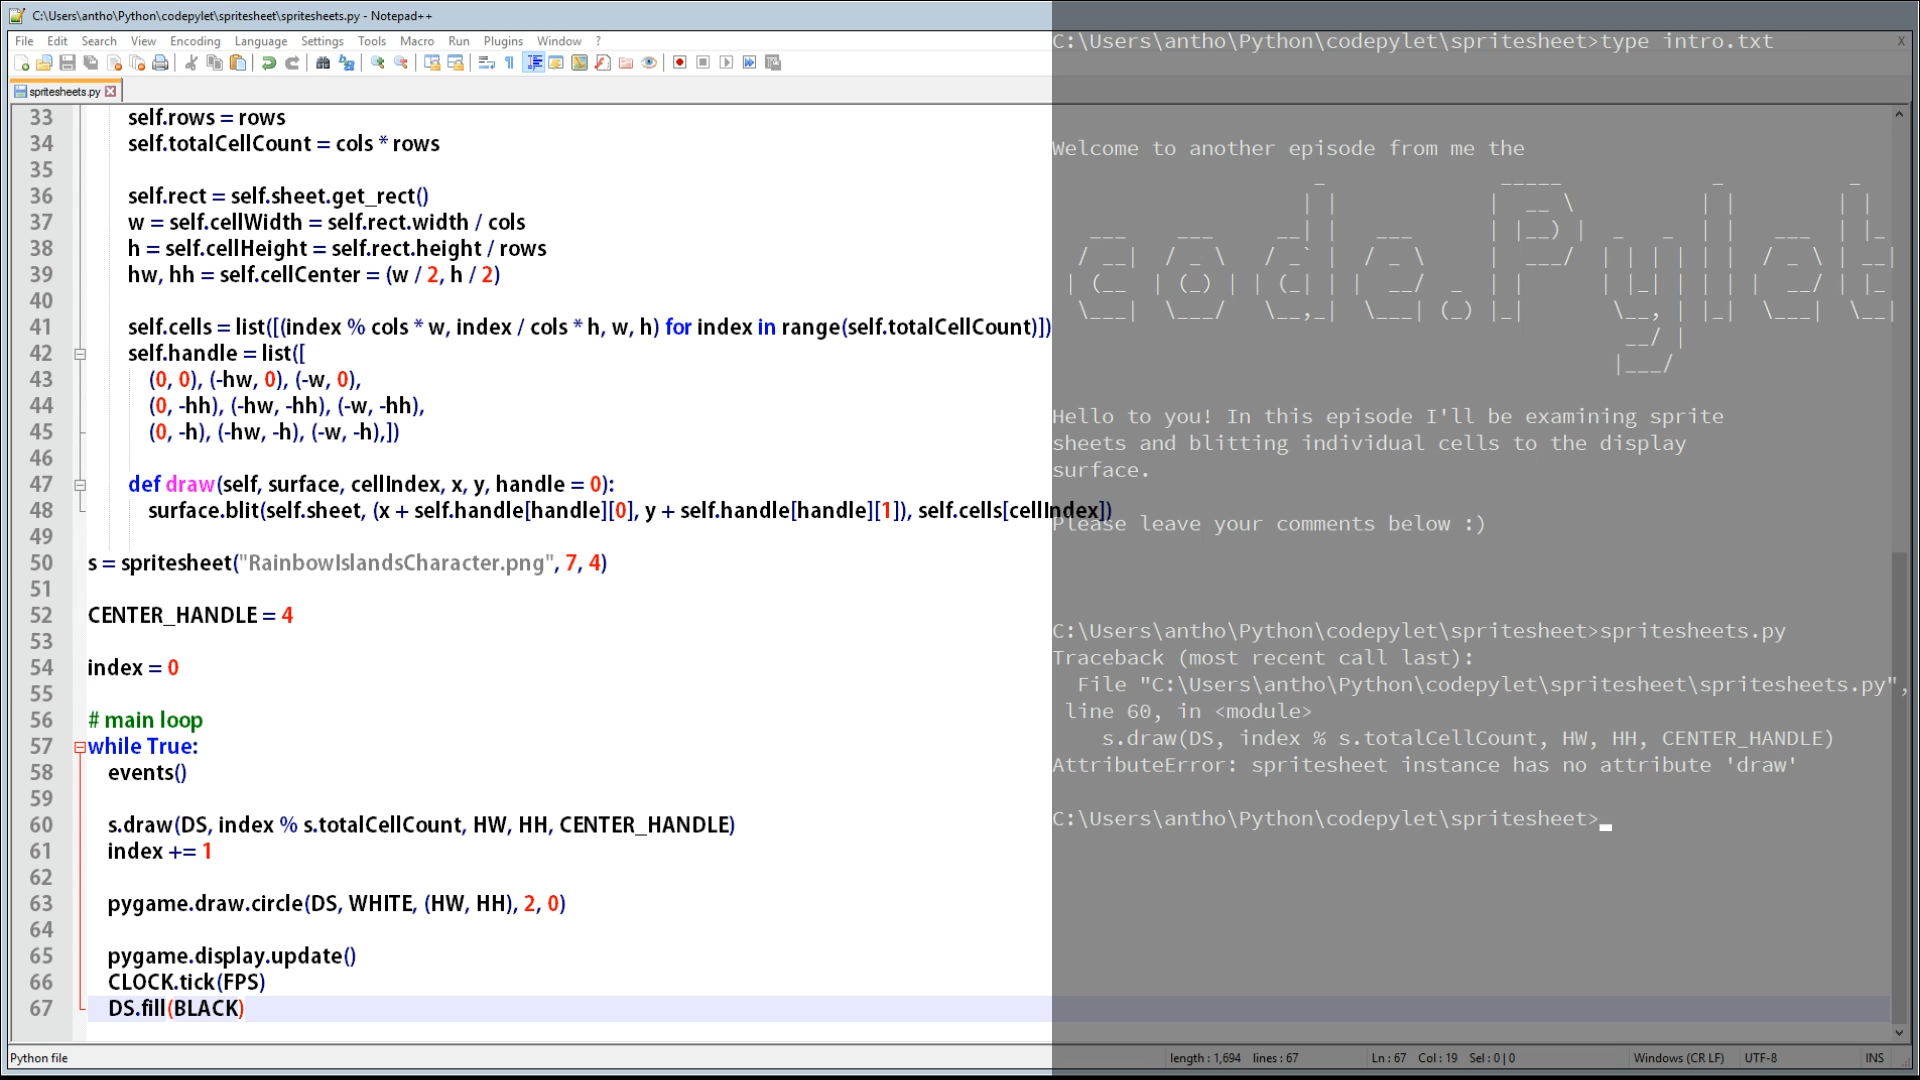 C:\Users\antho\Python\codepylet\spritesheet\spritesheets.py - Notepad++
File Edit Search View Encoding Language Settings Tools Macro Run Plugins Window ? X
spritesheets.py
33 self.rows = rows
34 self.totalCellCount = cols * rows
35
36 self.rect = self.sheet.get_rect()
37 w = self.cellWidth = self.rect.width / cols
38 h = self.cellHeight = self.rect.height / rows
39 hw, hh = self.cellCenter = (w / 2, h / 2)
40
41 self.cells = list([(index % cols * w, index / cols * h, w, h) for index in range(self.totalCellCount)])
42 self.handle = list([
43 (0, 0), (-hw, 0), (-w, 0),
44 (0, -hh), (-hw, -hh), (-w, -hh),
45 (0, -h), (-hw, -h), (-w, -h),])
46
47 def draw(self, surface, cellIndex, x, y, handle = 0):
48 surface.blit(self.sheet, (x + self.handle[handle][0], y + self.handle[handle][1]), self.cells[cellIndex])
49
50 s = spritesheet("RainbowIslandsCharacter.png", 7, 4)
51
52 CENTER_HANDLE = 4
53
54 index = 0
55
56 # main loop
57 while True:
58 events()
59
60 s.draw(DS, index % s.totalCellCount, HW, HH, CENTER_HANDLE)
61 index += 1
62
63 pygame.draw.circle(DS, WHITE, (HW, HH), 2, 0)
64
65 pygame.display.update()
66 CLOCK.tick(FPS)
67 DS.fill(BLACK)
C:\Users\antho\Python\codepylet\spritesheet>type intro.txt
Welcome to another episode from me the
code.Pylet
Hello to you! In this episode I'll be examining sprite
sheets and blitting individual cells to the display
surface.
Please leave your comments below :)
C:\Users\antho\Python\codepylet\spritesheet>spritesheets.py
Traceback (most recent call last):
File "C:\Users\antho\Python\codepylet\spritesheet\spritesheets.py",
line 60, in <module>
s.draw(DS, index % s.totalCellCount, HW, HH, CENTER_HANDLE)
AttributeError: spritesheet instance has no attribute 'draw'
C:\Users\antho\Python\codepylet\spritesheet>
Python file length : 1,694 lines : 67 Ln : 67 Col : 19 Sel : 0 | 0 Windows (CR LF) UTF-8 INS